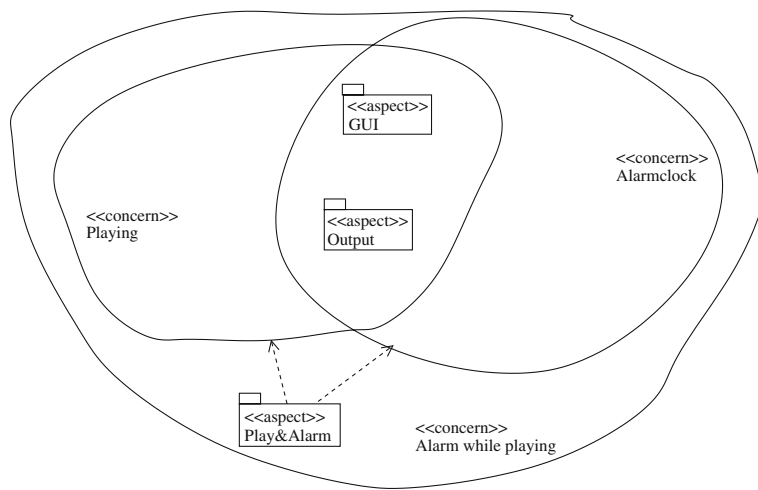 <<aspect>>
GUI
<<concern>>
Alarmclock
<<concern>>
Playing
<<aspect>>
Output
<<aspect>>
Play&Alarm
<<concern>>
Alarm while playing